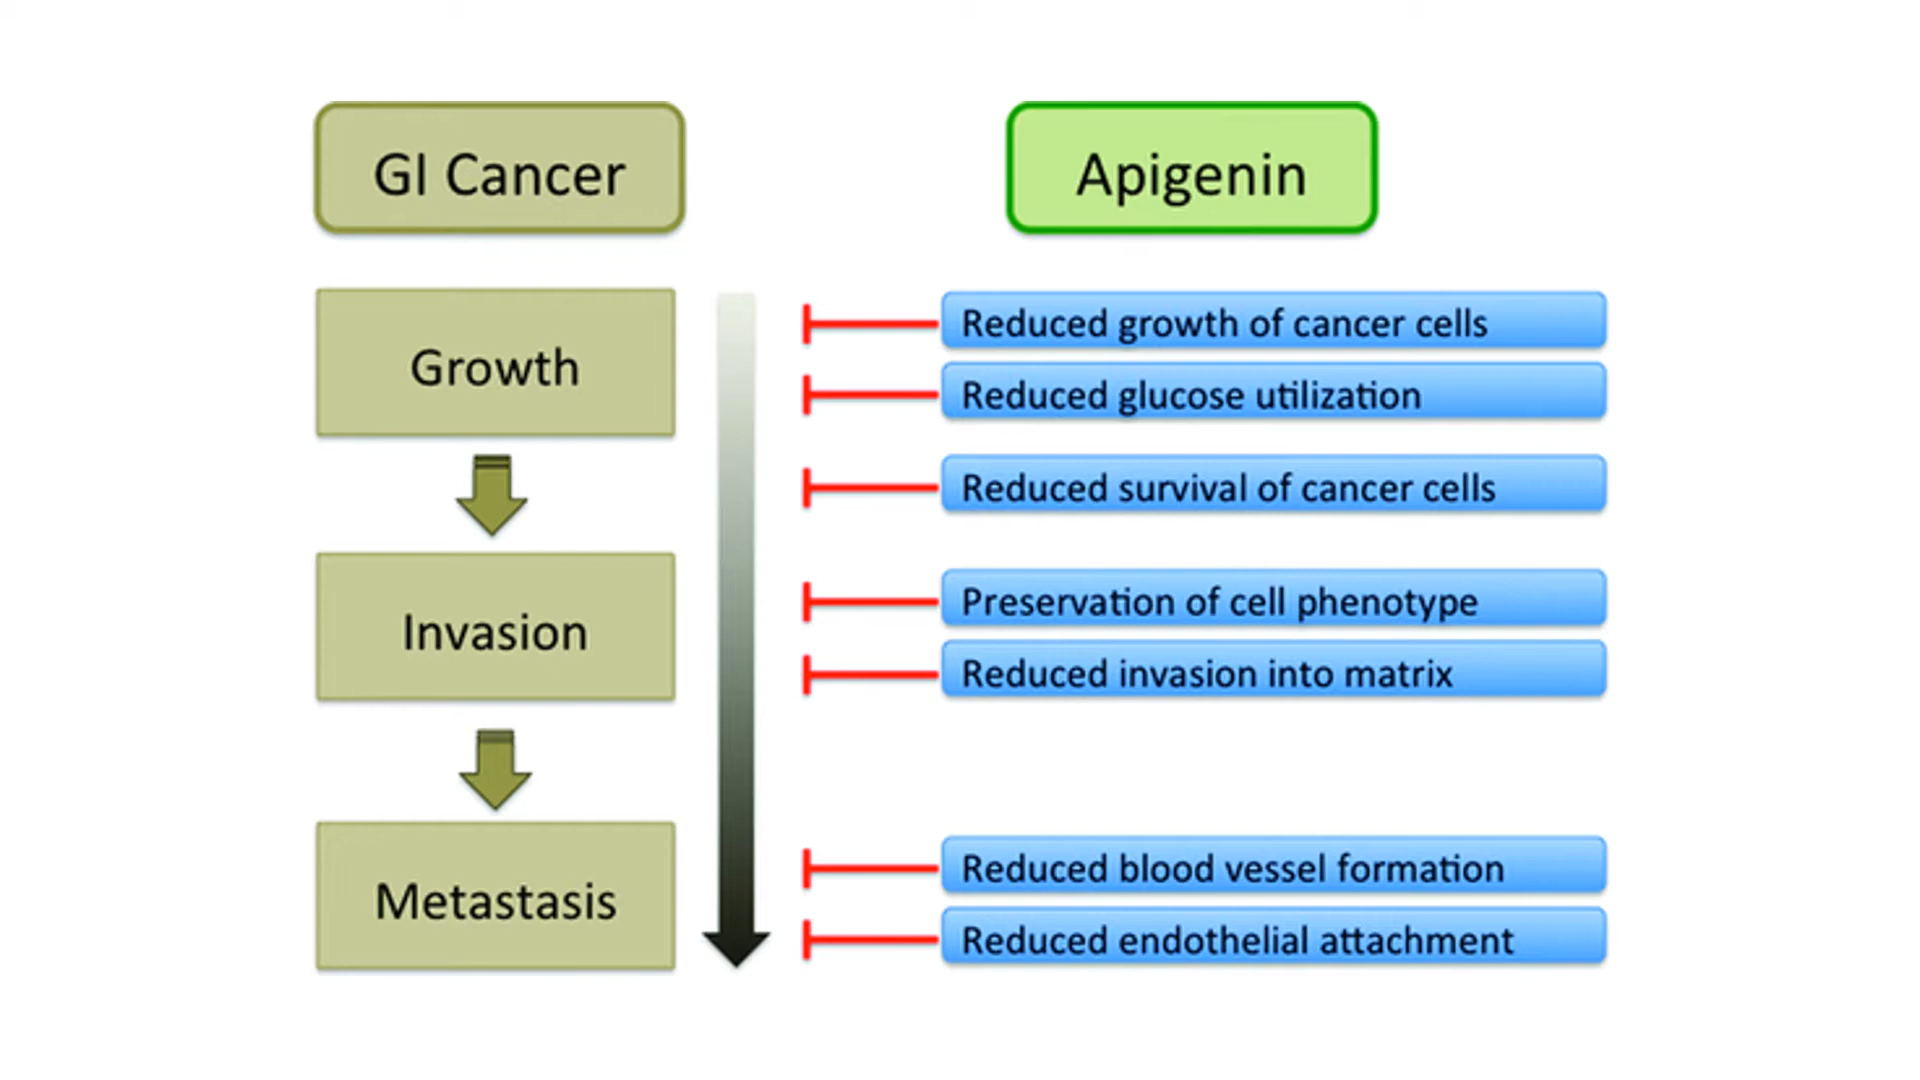 GI Cancer
Apigenin
Growth
Reduced growth of cancer cells
Reduced glucose utilization
Reduced survival of cancer cells
Invasion
Preservation of cell phenotype
Reduced invasion into matrix
Metastasis
Reduced blood vessel formation
Reduced endothelial attachment